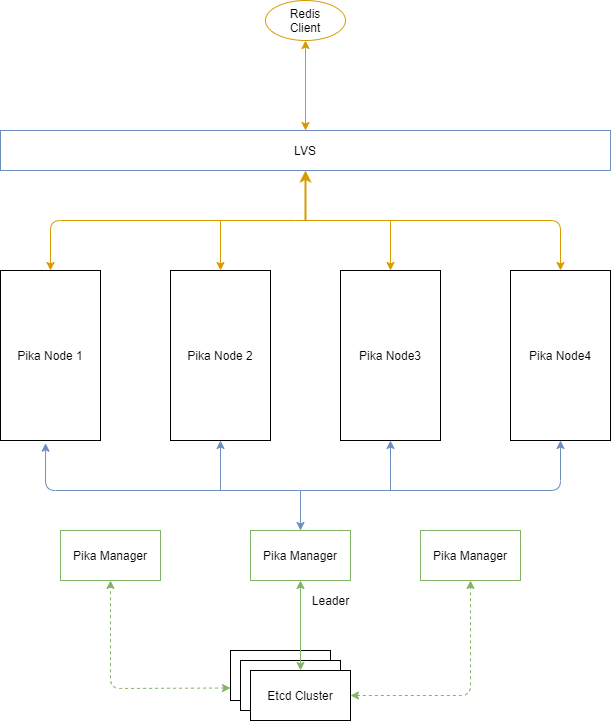 Redis
Client
LVS
Pika Node 1
Pika Node 2
Pika Node3
Pika Node4
Pika Manager
Pika Manager
Pika Manager
Leader
Etcd Cluster